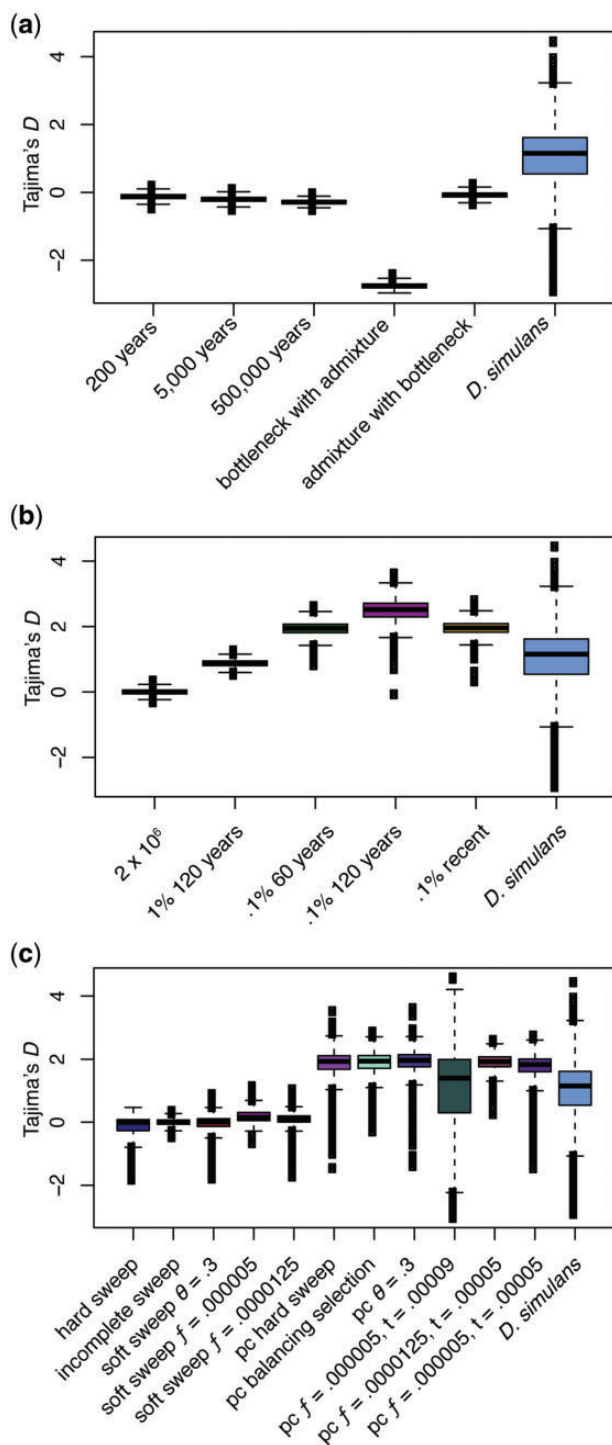 (a)
4
2
0
−2
Tajima's D
200 years
5,000 years
500,000 years
bottleneck with admixture
admixture with bottleneck
D. simulans
(b)
4
2
0
−2
Tajima's D
2 x 10⁶
1% 120 years
.1% 60 years
.1% 120 years
.1% recent
D. simulans
(c)
4
2
0
−2
Tajima's D
hard sweep
incomplete sweep
soft sweep θ = .3
soft sweep f = .000005
soft sweep f = .0000125
pc hard sweep
pc balancing selection
pc θ = .3
pc f = .000005, t = .00009
pc f = .0000125, t = .00005
pc f = .000005, t = .00005
D. simulans